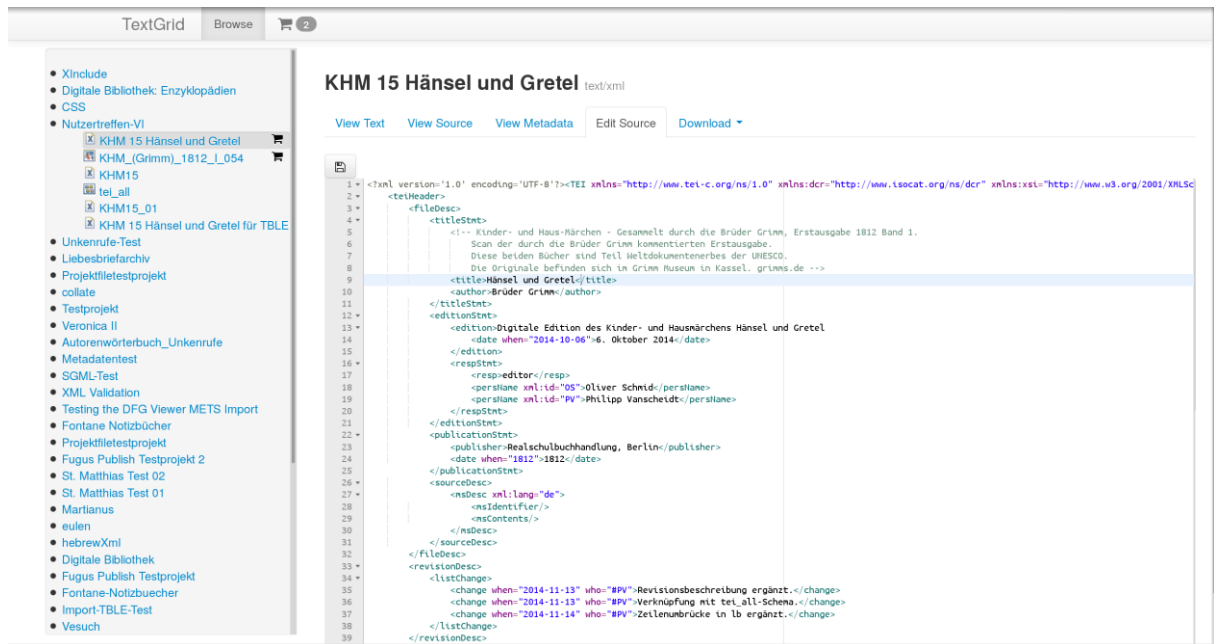 TextGrid Browse 2
XInclude
Digitale Bibliothek: Enzyklopädien
CSS
Nutzertreffen-VI
KHM 15 Hänsel und Gretel
KHM_(Grimm)_1812_I_054
KHM15
tei_all
KHM15_01
KHM 15 Hänsel und Gretel für TBLE
Unkenrufe-Test
Liebesbriefarchiv
Projektfiletestprojekt
collate
Testprojekt
Veronica II
Autorenwörterbuch_Unkenrufe
Metadatentest
SGML-Test
XML Validation
Testing the DFG Viewer METS Import
Fontane Notizbücher
Projektfiletestprojekt
Fugus Publish Testprojekt 2
St. Matthias Test 02
St. Matthias Test 01
Martianus
eulen
hebrewXml
Digitale Bibliothek
Fugus Publish Testprojekt
Fontane-Notizbuecher
Import-TBLE-Test
Vesuch
KHM 15 Hänsel und Gretel text/xml
View Text View Source View Metadata Edit Source Download
1 <?xml version='1.0' encoding='UTF-8'?><TEI xmlns="http://www.tei-c.org/ns/1.0" xmlns:dcr="http://www.isocat.org/ns/dcr" xmlns:xsi="http://www.w3.org/2001/XMLSc
2 <teiHeader>
3 <fileDesc>
4 <titleStmt>
5 <!-- Kinder- und Haus-Märchen - Gesammelt durch die Brüder Grimm, Erstausgabe 1812 Band 1.
6 Scan der durch die Brüder Grimm kommentierten Erstausgabe.
7 Diese beiden Bücher sind Teil Weltdokumentenerbes der UNESCO.
8 Die Originale befinden sich im Grimm Museum in Kassel. grimms.de -->
9 <title>Hänsel und Gretel</title>
10 <author>Brüder Grimm</author>
11 </titleStmt>
12 <editionStmt>
13 <edition>Digitale Edition des Kinder- und Hausmärchens Hänsel und Gretel
14 <date when="2014-10-06">6. Oktober 2014</date>
15 </edition>
16 <respStmt>
17 <resp>editor</resp>
18 <persName xml:id="OS">Oliver Schmid</persName>
19 <persName xml:id="PV">Philipp Vanscheidt</persName>
20 </respStmt>
21 </editionStmt>
22 <publicationStmt>
23 <publisher>Realschulbuchhandlung, Berlin</publisher>
24 <date when="1812">1812</date>
25 </publicationStmt>
26 <sourceDesc>
27 <msDesc xml:lang="de">
28 <msIdentifier/>
29 <msContents/>
30 </msDesc>
31 </sourceDesc>
32 </fileDesc>
33 <revisionDesc>
34 <listChange>
35 <change when="2014-11-13" who="#PV">Revisionsbeschreibung ergänzt.</change>
36 <change when="2014-11-13" who="#PV">Verknüpfung mit tei_all-Schema.</change>
37 <change when="2014-11-14" who="#PV">Zeilenumbrücke in lb ergänzt.</change>
38 </listChange>
39 </revisionDesc>